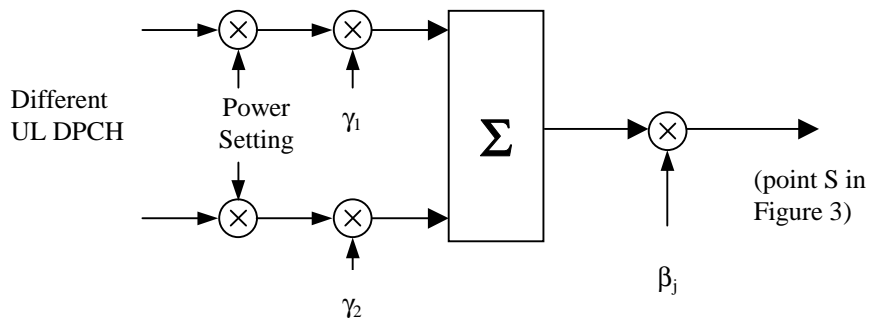 Different
UL DPCH
Power
Setting
γ1
Σ
(point S in
Figure 3)
βj
γ2